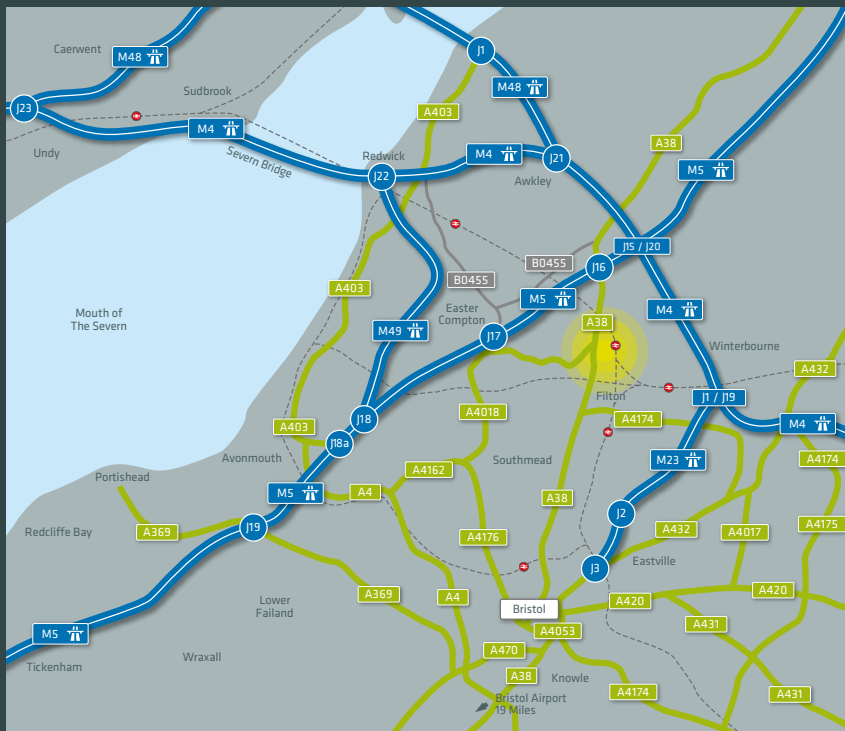 J1
Caerwent
M48
M48
Sudbrook
J23
A403
M4
A38
Undy
Severn Bridge
Redwick
M4
J21
J22
Awkley
M5
J15 / J20
B0455
J16
B0455
A403
M5
Easter
Compton
M4
Mouth of
The Severn
A38
M49
J17
Winterbourne
A432
Filton
J1 / J19
A4018
J18
A4174
M4
A403
J18a
Avonmouth
A4162
Southmead
M23
A4174
Portishead
M5
A4
A38
J2
A4175
Redcliffe Bay
A369
J19
A4176
A432
A4017
Eastville
J3
A420
Lower
Failand
A369
A4
Bristol
A420
M5
A4053
A431
Tickenham
Wraxall
A470
A38
Knowle
A4174
A431
Bristol Airport
19 Miles